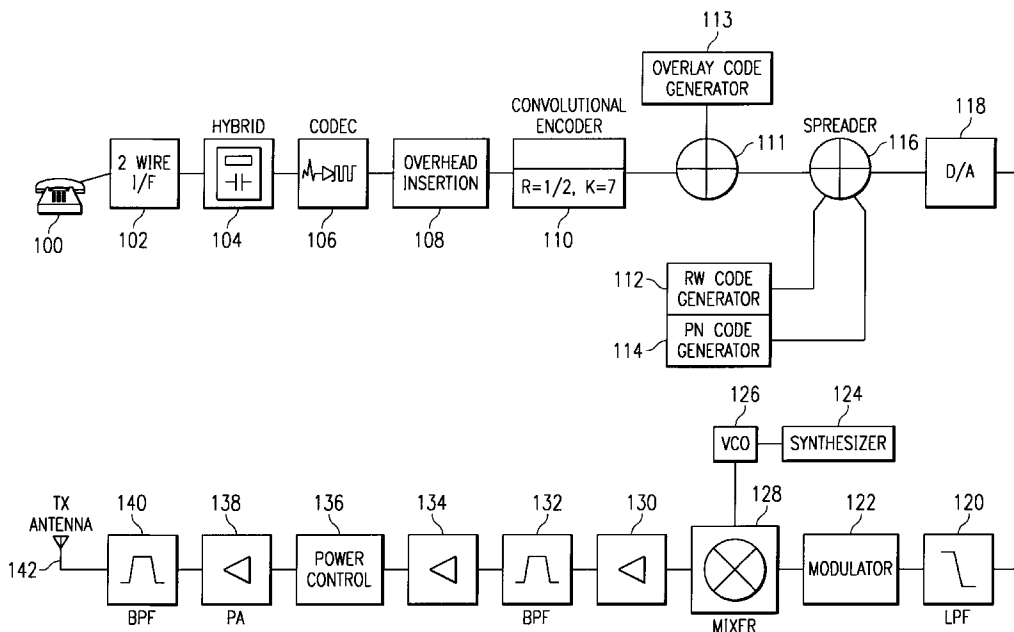 113
OVERLAY CODE
GENERATOR
HYBRID
CODEC
CONVOLUTIONAL
ENCODER
SPREADER
118
2 WIRE
I/F
OVERHEAD
INSERTION
R=1/2, K=7
111
116
D/A
100
102
104
106
108
110
112
RW CODE
GENERATOR
114
PN CODE
GENERATOR
126
124
VCO
SYNTHESIZER
TX
ANTENNA
140
138
136
134
132
130
128
122
120
142
POWER
CONTROL
MODULATOR
BPF
PA
BPF
MIXER
LPF